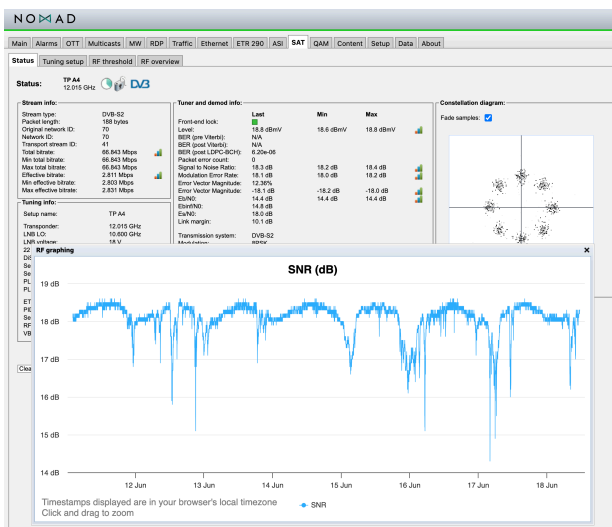 NOMAD
Main Alarms OTT Multicasts MW RDP Traffic Ethernet ETR 290 ASI SAT QAM Content Setup Data About
Status Tuning setup RF threshold RF overview
Status: TP A4
12.015 GHz
DVB
Stream info:
Stream type: DVB-S2
Packet length: 188 bytes
Original network ID: 70
Network ID: 70
Transport stream ID: 41
Total bitrate: 66.843 Mbps
Min total bitrate: 66.843 Mbps
Max total bitrate: 66.843 Mbps
Effective bitrate: 2.811 Mbps
Min effective bitrate: 2.803 Mbps
Max effective bitrate: 2.831 Mbps
Tuning info:
Setup name: TP A4
Transponder: 12.015 GHz
LNB LO: 10.600 GHz
LNB voltage: 18 V
22
Se
Se
PL
PL
ET
Se
RF
VB
Clea
Tuner and demod info:
Last Min Max
Front-end lock:
Level: 18.8 dBmV 18.6 dBmV 18.8 dBmV
BER (pre Viterbi): N/A
BER (post Viterbi): N/A
BER (post LDPC-BCH): 6.20e-06
Packet error count: 0
Signal to Noise Ratio: 18.3 dB 18.2 dB 18.4 dB
Modulation Error Rate: 18.1 dB 18.0 dB 18.2 dB
Error Vector Magnitude: 12.36%
Error Vector Magnitude: -18.1 dB -18.2 dB -18.0 dB
Eb/N0: 14.4 dB 14.4 dB 14.4 dB
Ebinf/N0: 14.8 dB
Es/N0: 18.0 dB
Link margin: 10.1 dB
Transmission system: DVB-S2
Modulation: 8PSK
Constellation diagram:
Fade samples:
RF graphing x
SNR (dB)
19 dB
18 dB
17 dB
16 dB
15 dB
14 dB
12 Jun 13 Jun 14 Jun 15 Jun 16 Jun 17 Jun 18 Jun
Timestamps displayed are in your browser's local timezone
Click and drag to zoom
SNR